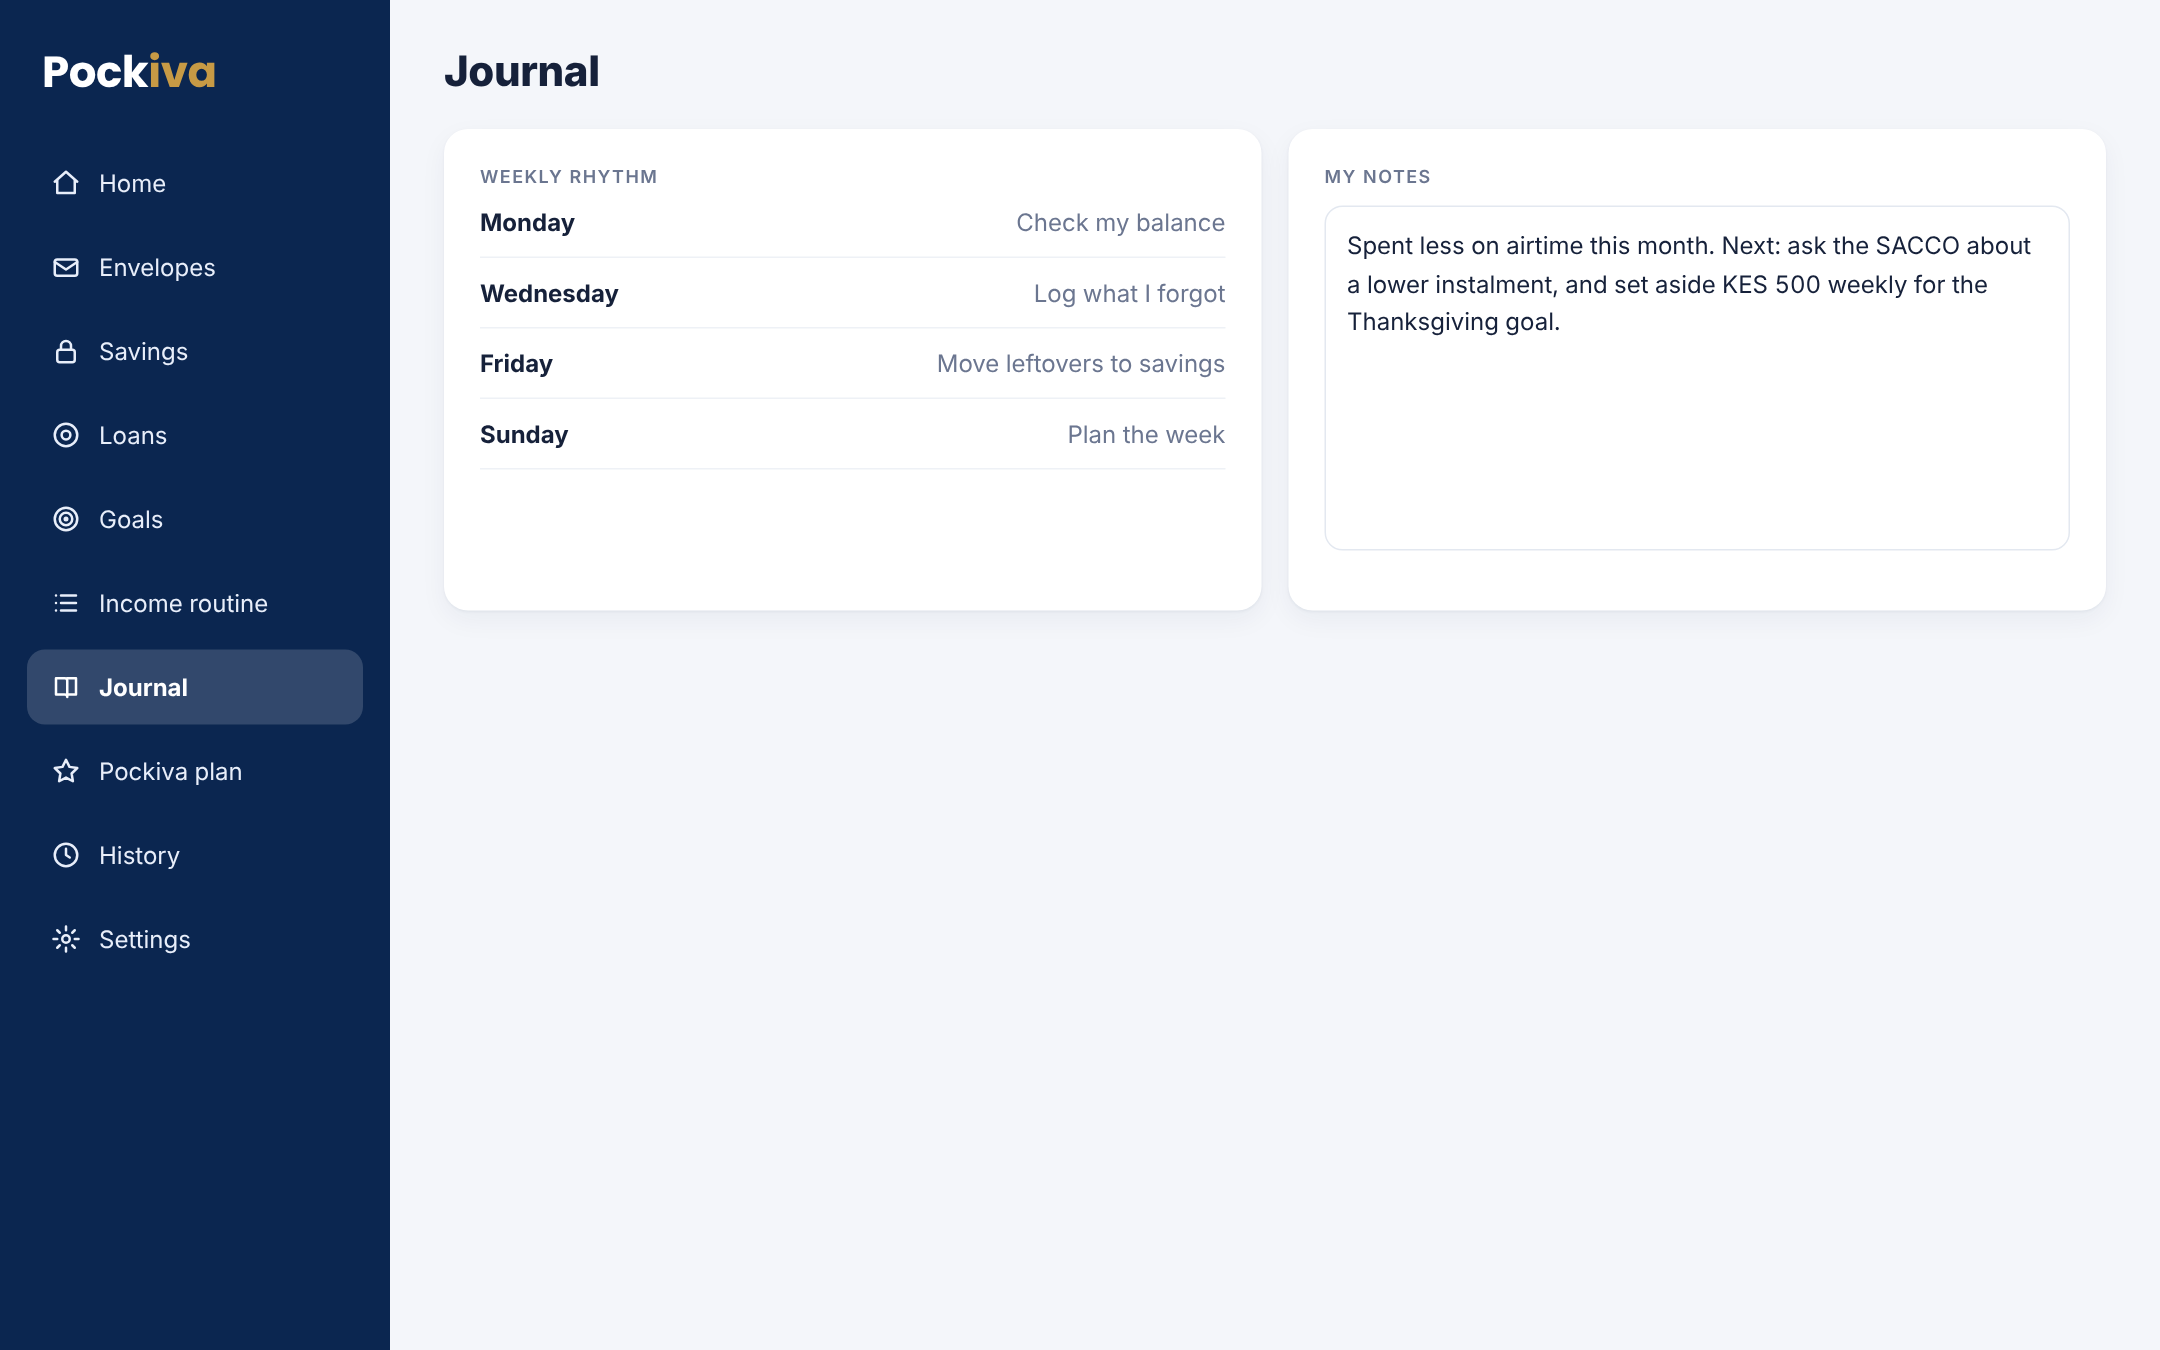 Pockiva
Home
Envelopes
Savings
Loans
Goals
Income routine
Journal
Pockiva plan
History
Settings
Journal
WEEKLY RHYTHM
Monday Check my balance
Wednesday Log what I forgot
Friday Move leftovers to savings
Sunday Plan the week
MY NOTES
Spent less on airtime this month. Next: ask the SACCO about
a lower instalment, and set aside KES 500 weekly for the
Thanksgiving goal.